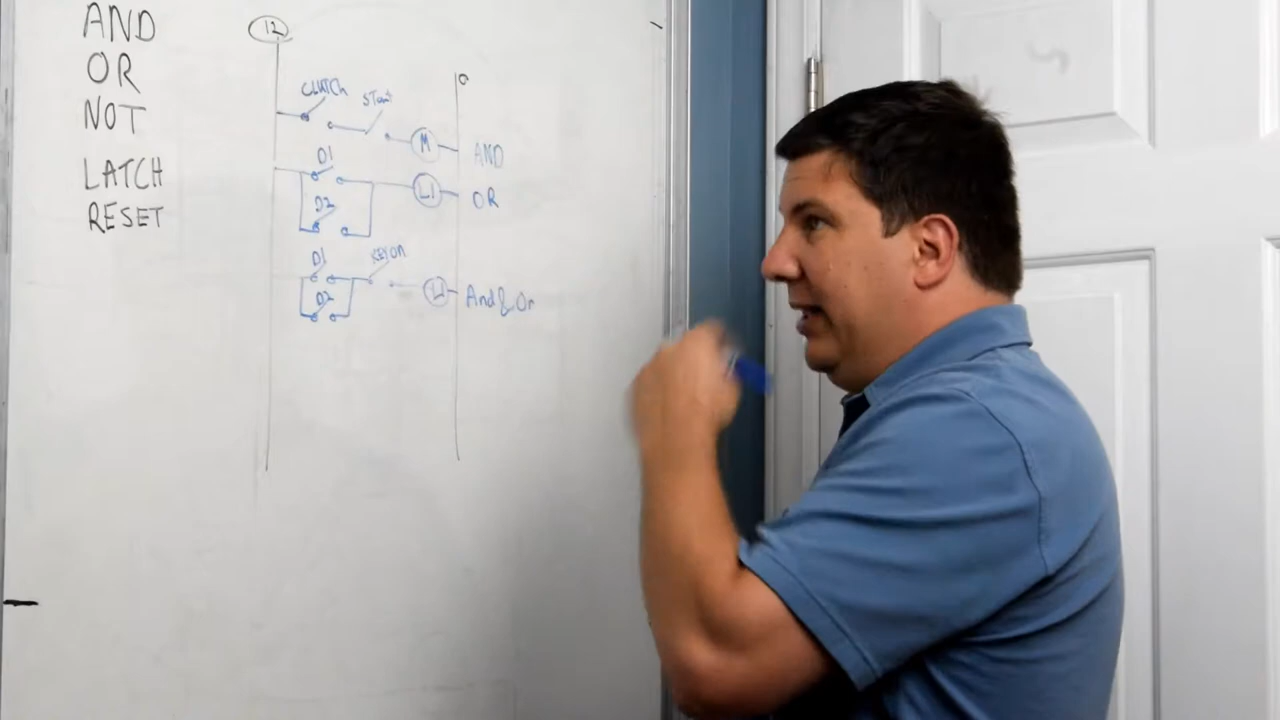 AND
OR
NOT
LATCH
RESET
12
0
CLUTCH
START
M
AND
D1
L1
OR
D2
D1
KEY ON
D2
And & Or